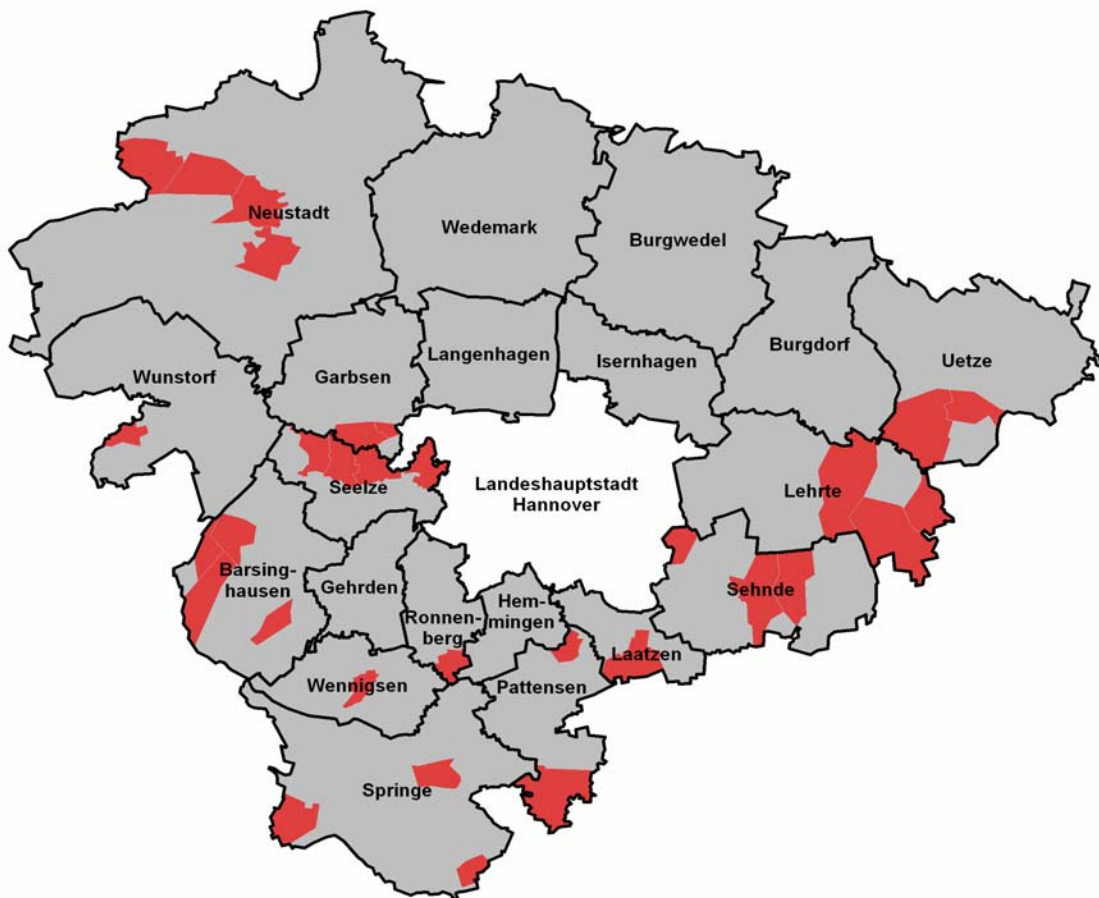 Neustadt
Wedemark
Burgwedel
Wunstorf
Garbsen
Langenhagen
Isernhagen
Burgdorf
Uetze
Seelze
Landeshauptstadt
Hannover
Lehrte
Barsing-
hausen
Gehrden
Ronnen-
berg
Hem-
mingen
Sehnde
Laatzen
Wennigsen
Pattensen
Springe